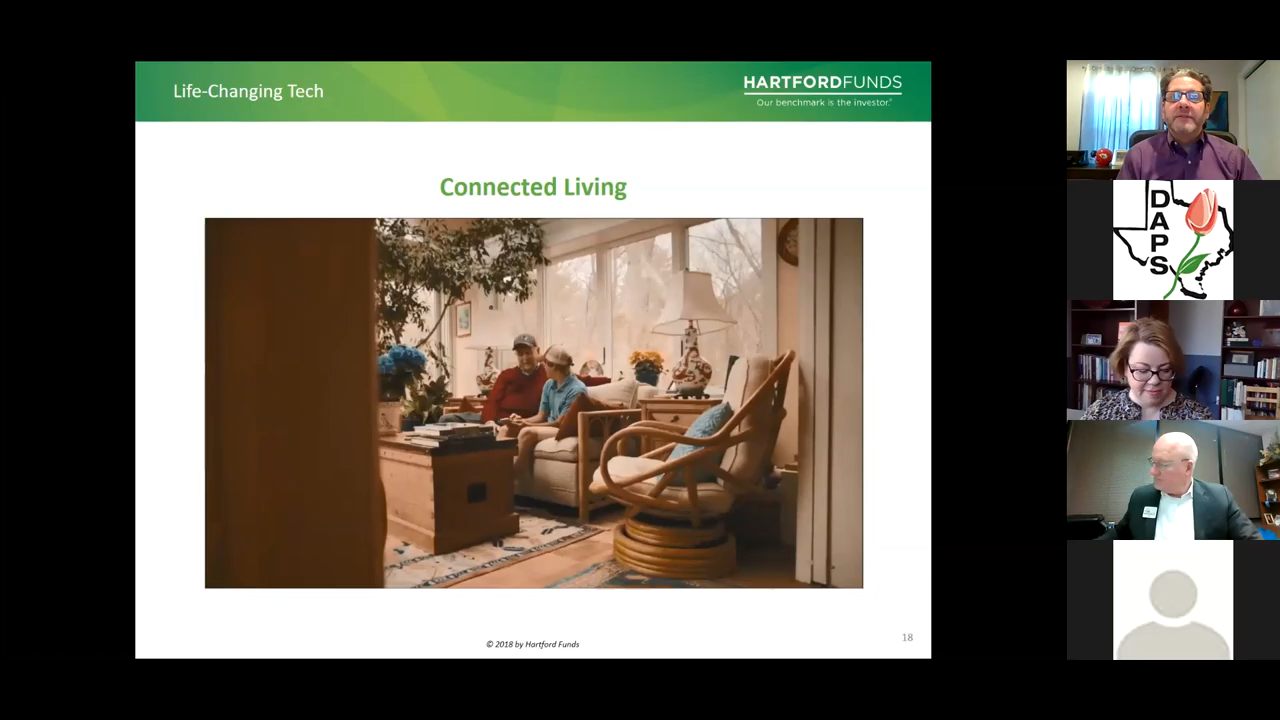 Life-Changing Tech
HARTFORDFUNDS
Our benchmark is the investor.®
Connected Living
© 2018 by Hartford Funds
18
DAPS